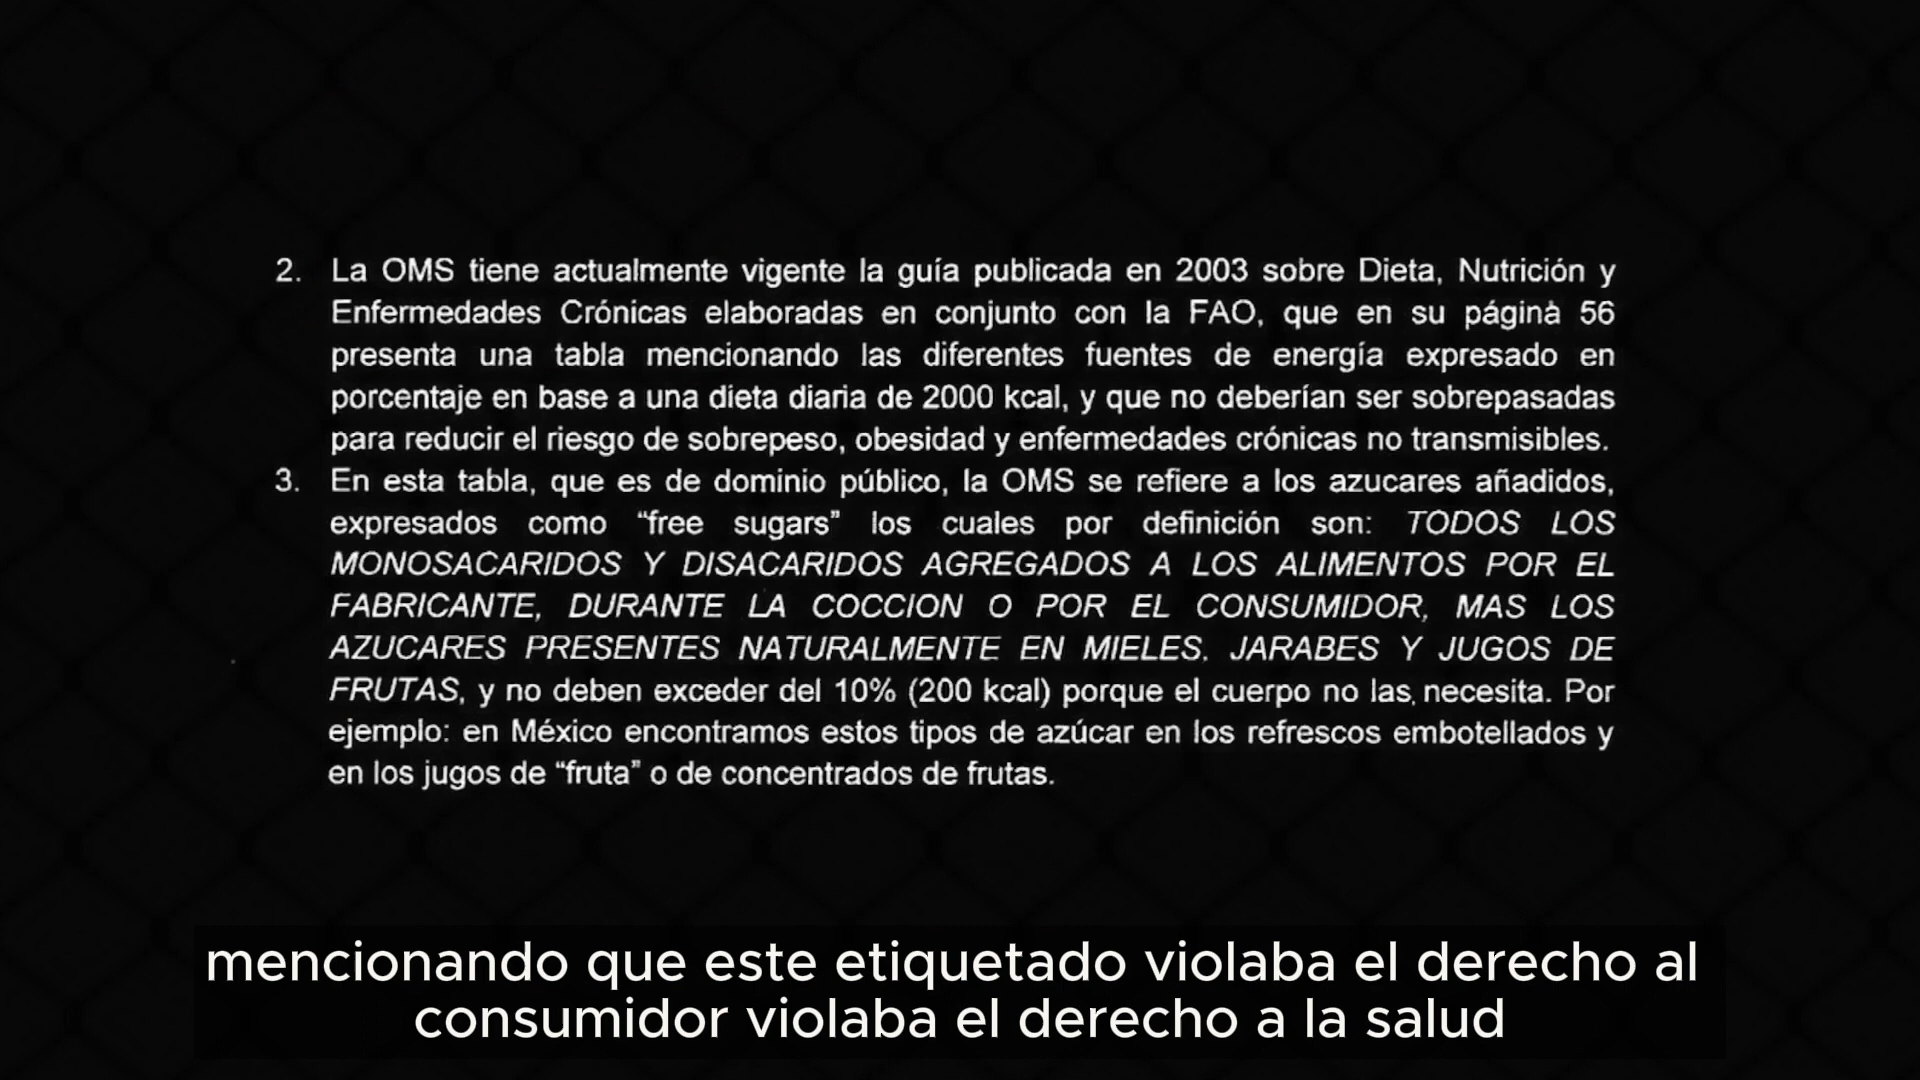 2. La OMS tiene actualmente vigente la guía publicada en 2003 sobre Dieta, Nutrición y
Enfermedades Crónicas elaboradas en conjunto con la FAO, que en su página 56
presenta una tabla mencionando las diferentes fuentes de energía expresado en
porcentaje en base a una dieta diaria de 2000 kcal, y que no deberían ser sobrepasadas
para reducir el riesgo de sobrepeso, obesidad y enfermedades crónicas no transmisibles.
3. En esta tabla, que es de dominio público, la OMS se refiere a los azucares añadidos,
expresados como “free sugars” los cuales por definición son: TODOS LOS
MONOSACARIDOS Y DISACARIDOS AGREGADOS A LOS ALIMENTOS POR EL
FABRICANTE, DURANTE LA COCCION O POR EL CONSUMIDOR, MAS LOS
AZUCARES PRESENTES NATURALMENTE EN MIELES, JARABES Y JUGOS DE
FRUTAS, y no deben exceder del 10% (200 kcal) porque el cuerpo no las necesita. Por
ejemplo: en México encontramos estos tipos de azúcar en los refrescos embotellados y
en los jugos de “fruta” o de concentrados de frutas.
mencionando que este etiquetado violaba el derecho al
consumidor violaba el derecho a la salud